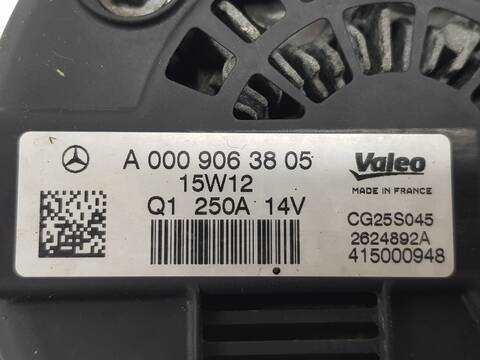 A 000 906 38 05
15W12
Q1 250A 14V
Valeo
MADE IN FRANCE
CG25S045
2624892A
415000948